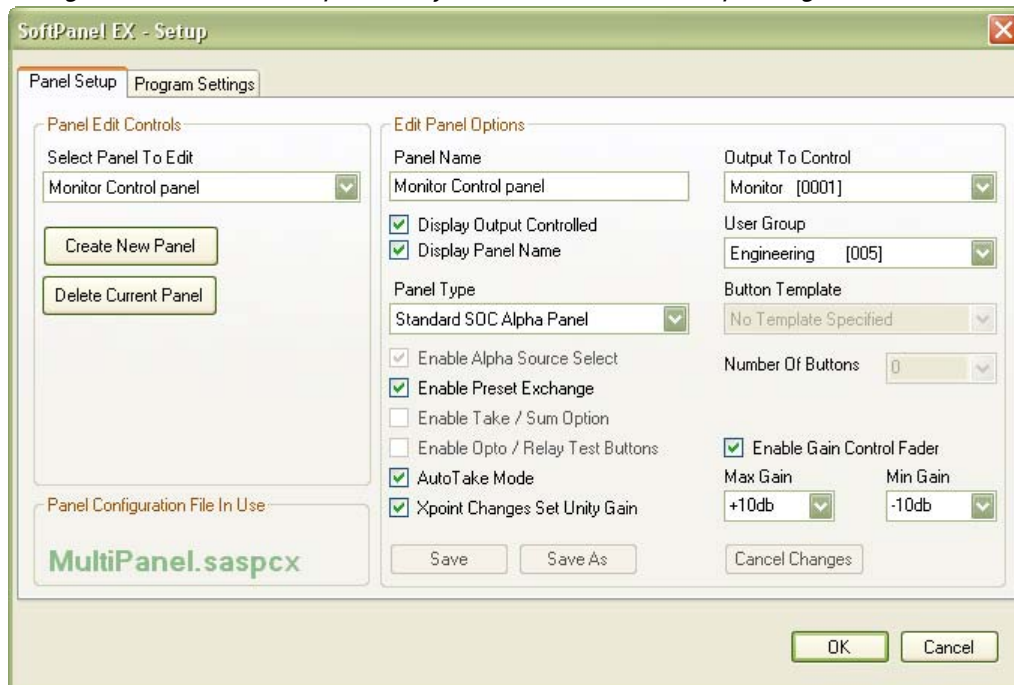 SoftPanel EX - Setup
Panel Setup
Program Settings
Panel Edit Controls
Select Panel To Edit
Monitor Control panel
Create New Panel
Delete Current Panel
Panel Configuration File In Use
MultiPanel.saspcx
Edit Panel Options
Panel Name
Monitor Control panel
Display Output Controlled
Display Panel Name
Panel Type
Standard SOC Alpha Panel
Enable Alpha Source Select
Enable Preset Exchange
Enable Take / Sum Option
Enable Opto / Relay Test Buttons
AutoTake Mode
Xpoint Changes Set Unity Gain
Save
Save As
Output To Control
Monitor [0001]
User Group
Engineering [005]
Button Template
No Template Specified
Number Of Buttons
0
Enable Gain Control Fader
Max Gain
Min Gain
+10db
-10db
Cancel Changes
OK
Cancel